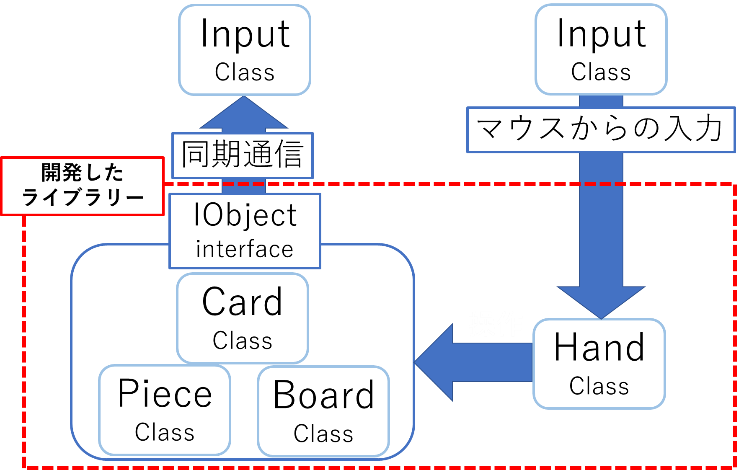 Input
Class
Input
Class
マウスからの入力
同期通信
開発した
ライブラリー
IObject
interface
Card
Class
Hand
Class
Piece
Class
Board
Class